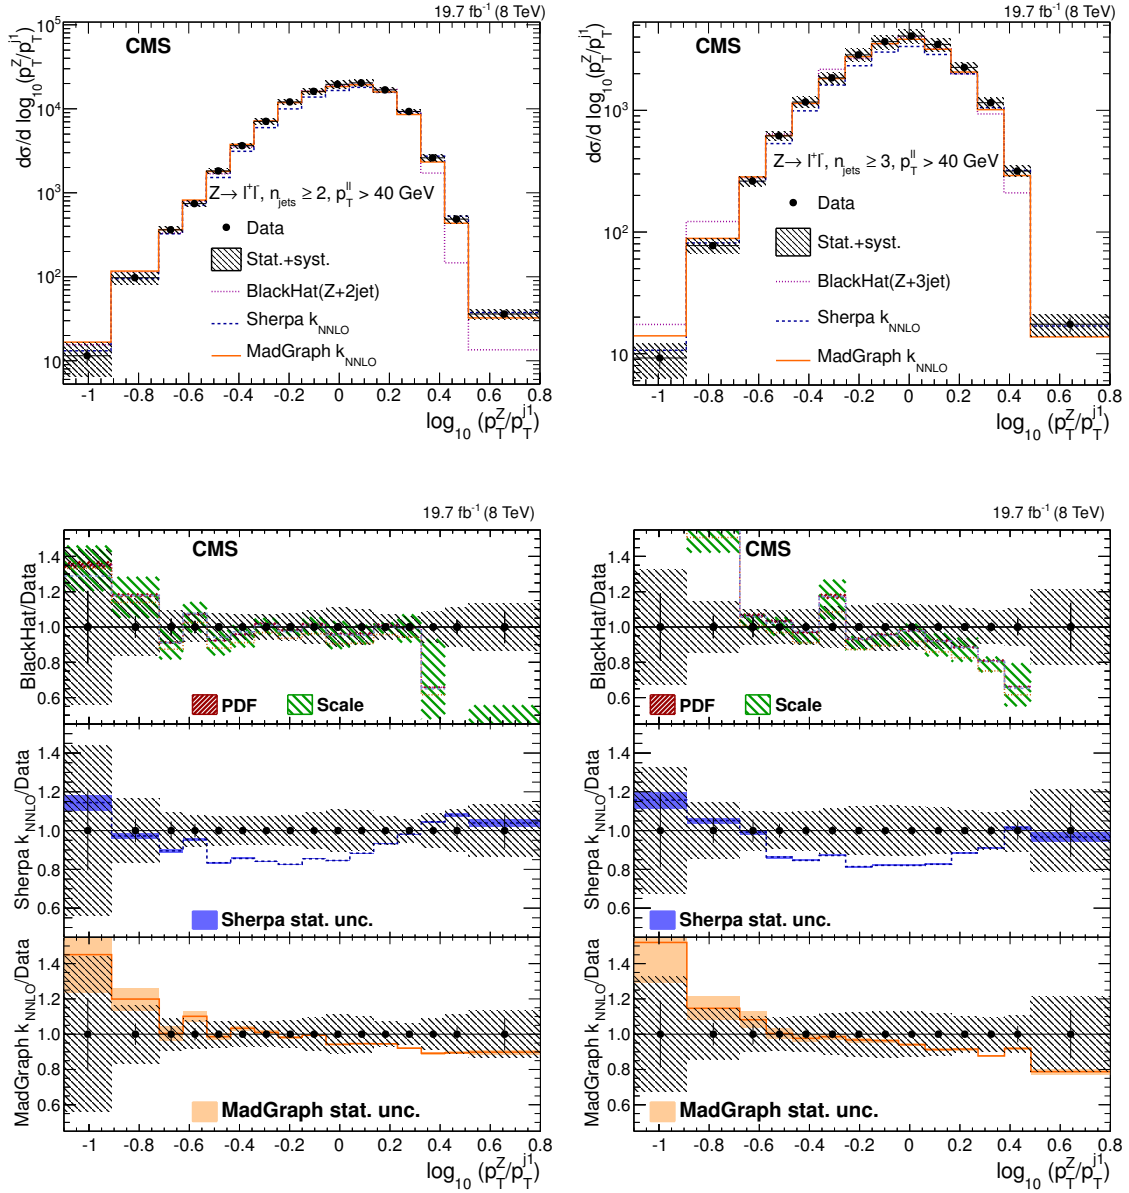 19.7 fb⁻¹ (8 TeV)
CMS
dσ/d log₁₀(p_T^Z/p_T^j1)
10⁵
10⁴
10³
10²
10
Z→ l⁺l⁻, n_jets ≥ 2, p_T^ll > 40 GeV
Data
Stat.+syst.
BlackHat(Z+2jet)
Sherpa k_NNLO
MadGraph k_NNLO
-1 -0.8 -0.6 -0.4 -0.2 0 0.2 0.4 0.6 0.8
log₁₀ (p_T^Z/p_T^j1)
19.7 fb⁻¹ (8 TeV)
CMS
dσ/d log₁₀(p_T^Z/p_T^j1)
10³
10²
10
Z→ l⁺l⁻, n_jets ≥ 3, p_T^ll > 40 GeV
Data
Stat.+syst.
BlackHat(Z+3jet)
Sherpa k_NNLO
MadGraph k_NNLO
-1 -0.8 -0.6 -0.4 -0.2 0 0.2 0.4 0.6 0.8
log₁₀ (p_T^Z/p_T^j1)
19.7 fb⁻¹ (8 TeV)
CMS
BlackHat/Data
1.4
1.2
1.0
0.8
0.6
PDF Scale
Sherpa k_NNLO/Data
1.4
1.2
1.0
0.8
0.6
Sherpa stat. unc.
MadGraph k_NNLO/Data
1.4
1.2
1.0
0.8
0.6
MadGraph stat. unc.
-1 -0.8 -0.6 -0.4 -0.2 0 0.2 0.4 0.6 0.8
log₁₀ (p_T^Z/p_T^j1)
19.7 fb⁻¹ (8 TeV)
CMS
BlackHat/Data
1.4
1.2
1.0
0.8
0.6
PDF Scale
Sherpa k_NNLO/Data
1.4
1.2
1.0
0.8
0.6
Sherpa stat. unc.
MadGraph k_NNLO/Data
1.4
1.2
1.0
0.8
0.6
MadGraph stat. unc.
-1 -0.8 -0.6 -0.4 -0.2 0 0.2 0.4 0.6 0.8
log₁₀ (p_T^Z/p_T^j1)